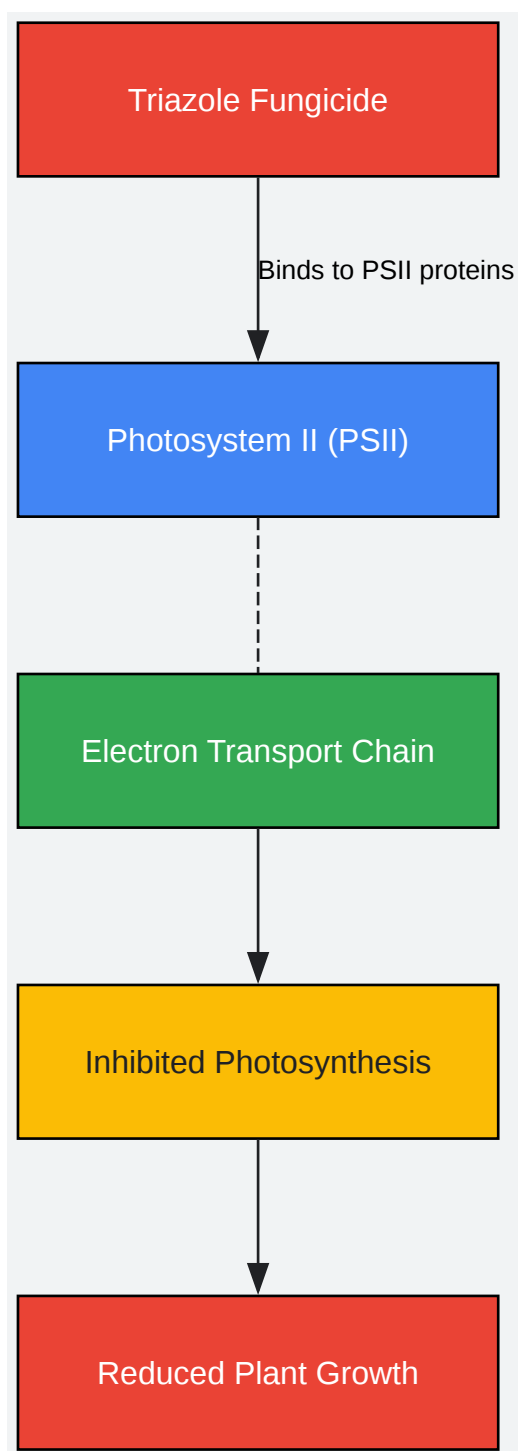 Triazole Fungicide
Binds to PSII proteins
Photosystem II (PSII)
Electron Transport Chain
Inhibited Photosynthesis
Reduced Plant Growth